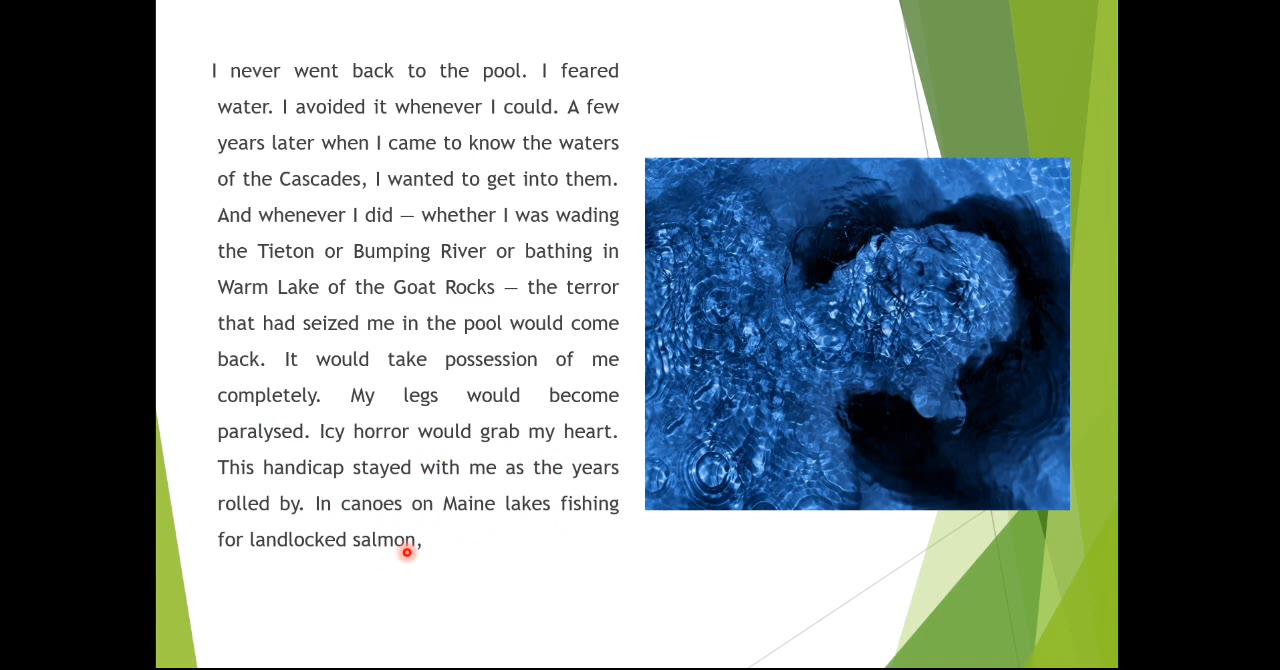 I never went back to the pool. I feared
water. I avoided it whenever I could. A few
years later when I came to know the waters
of the Cascades, I wanted to get into them.
And whenever I did — whether I was wading
the Tieton or Bumping River or bathing in
Warm Lake of the Goat Rocks — the terror
that had seized me in the pool would come
back. It would take possession of me
completely. My legs would become
paralysed. Icy horror would grab my heart.
This handicap stayed with me as the years
rolled by. In canoes on Maine lakes fishing
for landlocked salmon,